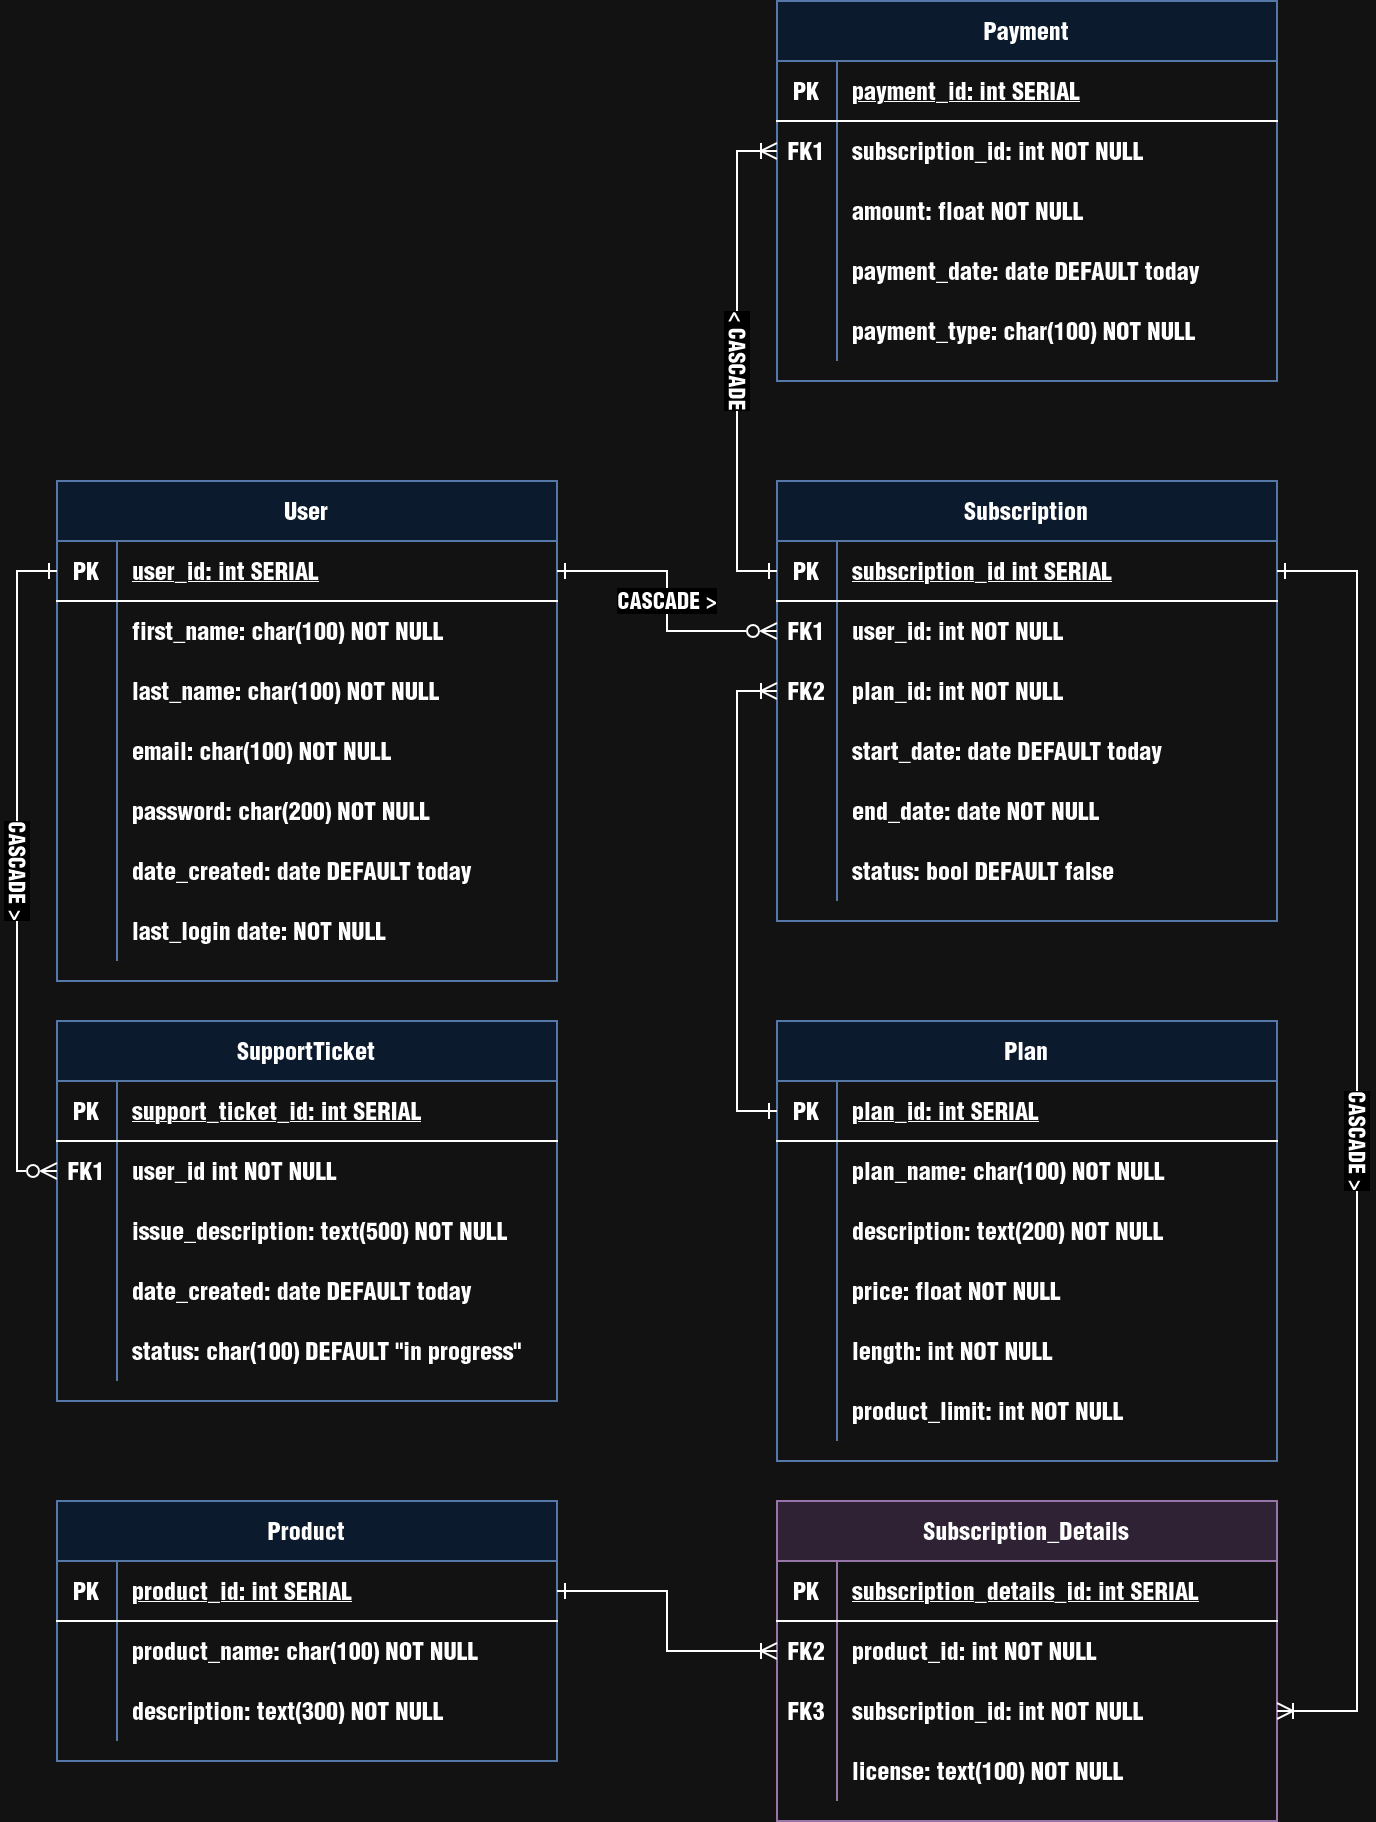 Payment
PK payment_id: int SERIAL
FK1 subscription_id: int NOT NULL
amount: float NOT NULL
payment_date: date DEFAULT today
payment_type: char(100) NOT NULL
< CASCADE
User
PK user_id: int SERIAL
first_name: char(100) NOT NULL
last_name: char(100) NOT NULL
email: char(100) NOT NULL
password: char(200) NOT NULL
date_created: date DEFAULT today
last_login date: NOT NULL
CASCADE >
CASCADE >
Subscription
PK subscription_id int SERIAL
FK1 user_id: int NOT NULL
FK2 plan_id: int NOT NULL
start_date: date DEFAULT today
end_date: date NOT NULL
status: bool DEFAULT false
SupportTicket
PK support_ticket_id: int SERIAL
FK1 user_id int NOT NULL
issue_description: text(500) NOT NULL
date_created: date DEFAULT today
status: char(100) DEFAULT "in progress"
Plan
PK plan_id: int SERIAL
plan_name: char(100) NOT NULL
description: text(200) NOT NULL
price: float NOT NULL
length: int NOT NULL
product_limit: int NOT NULL
CASCADE >
Product
PK product_id: int SERIAL
product_name: char(100) NOT NULL
description: text(300) NOT NULL
Subscription_Details
PK subscription_details_id: int SERIAL
FK2 product_id: int NOT NULL
FK3 subscription_id: int NOT NULL
license: text(100) NOT NULL